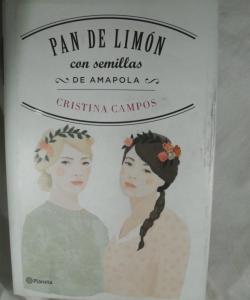 PAN DE LIMÓN
con semillas
DE AMAPOLA
CRISTINA CAMPOS
Planeta